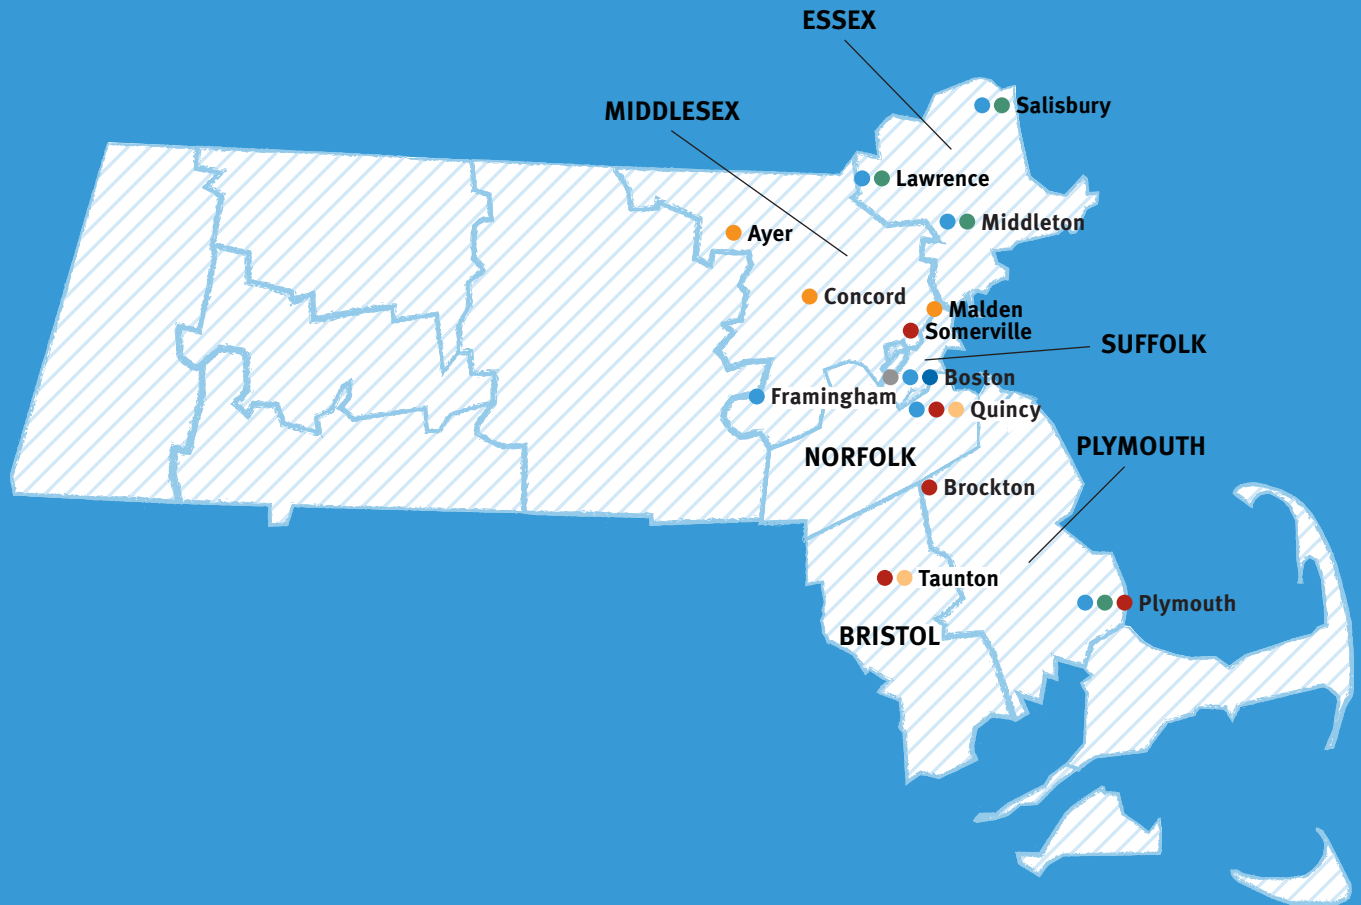 ESSEX
Salisbury
MIDDLESEX
Lawrence
Middleton
Ayer
Concord
Malden
Somerville
SUFFOLK
Boston
Framingham
Quincy
PLYMOUTH
NORFOLK
Brockton
Taunton
Plymouth
BRISTOL